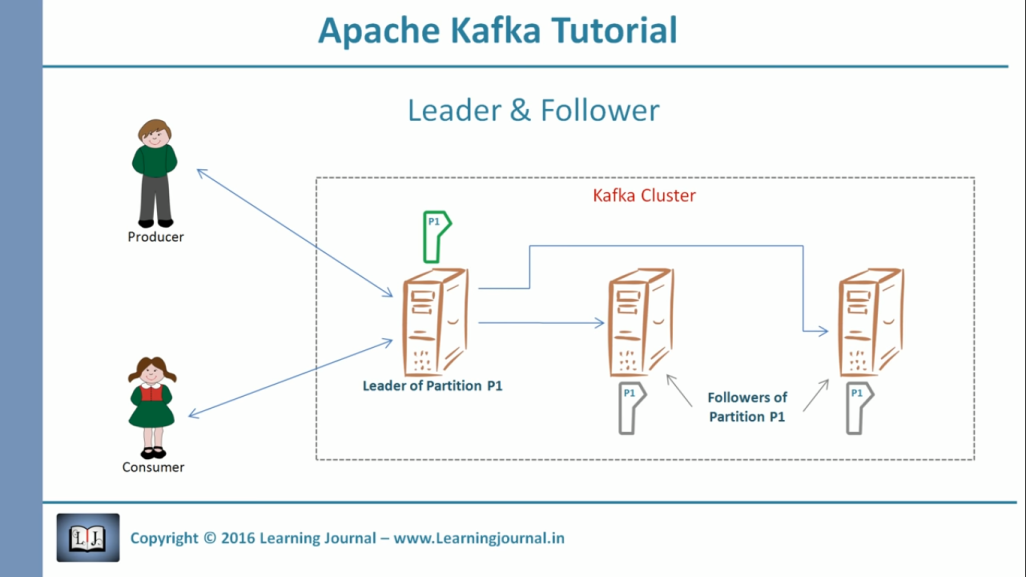 Apache Kafka Tutorial
Leader & Follower
Kafka Cluster
P1
Producer
Leader of Partition P1
P1
Followers of
Partition P1
P1
Consumer
L J
Copyright © 2016 Learning Journal – www.Learningjournal.in